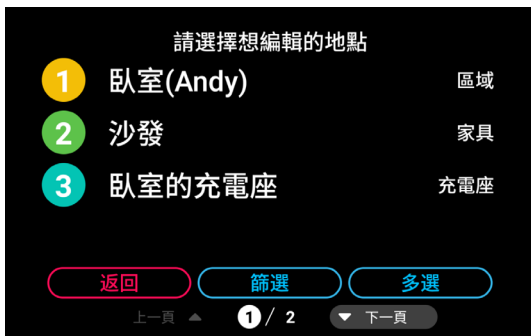 請選擇想編輯的地點
1 臥室(Andy) 區域
2 沙發 家具
3 臥室的充電座 充電座
返回 篩選 多選
上一頁 ▲ 1 / 2 ▼ 下一頁